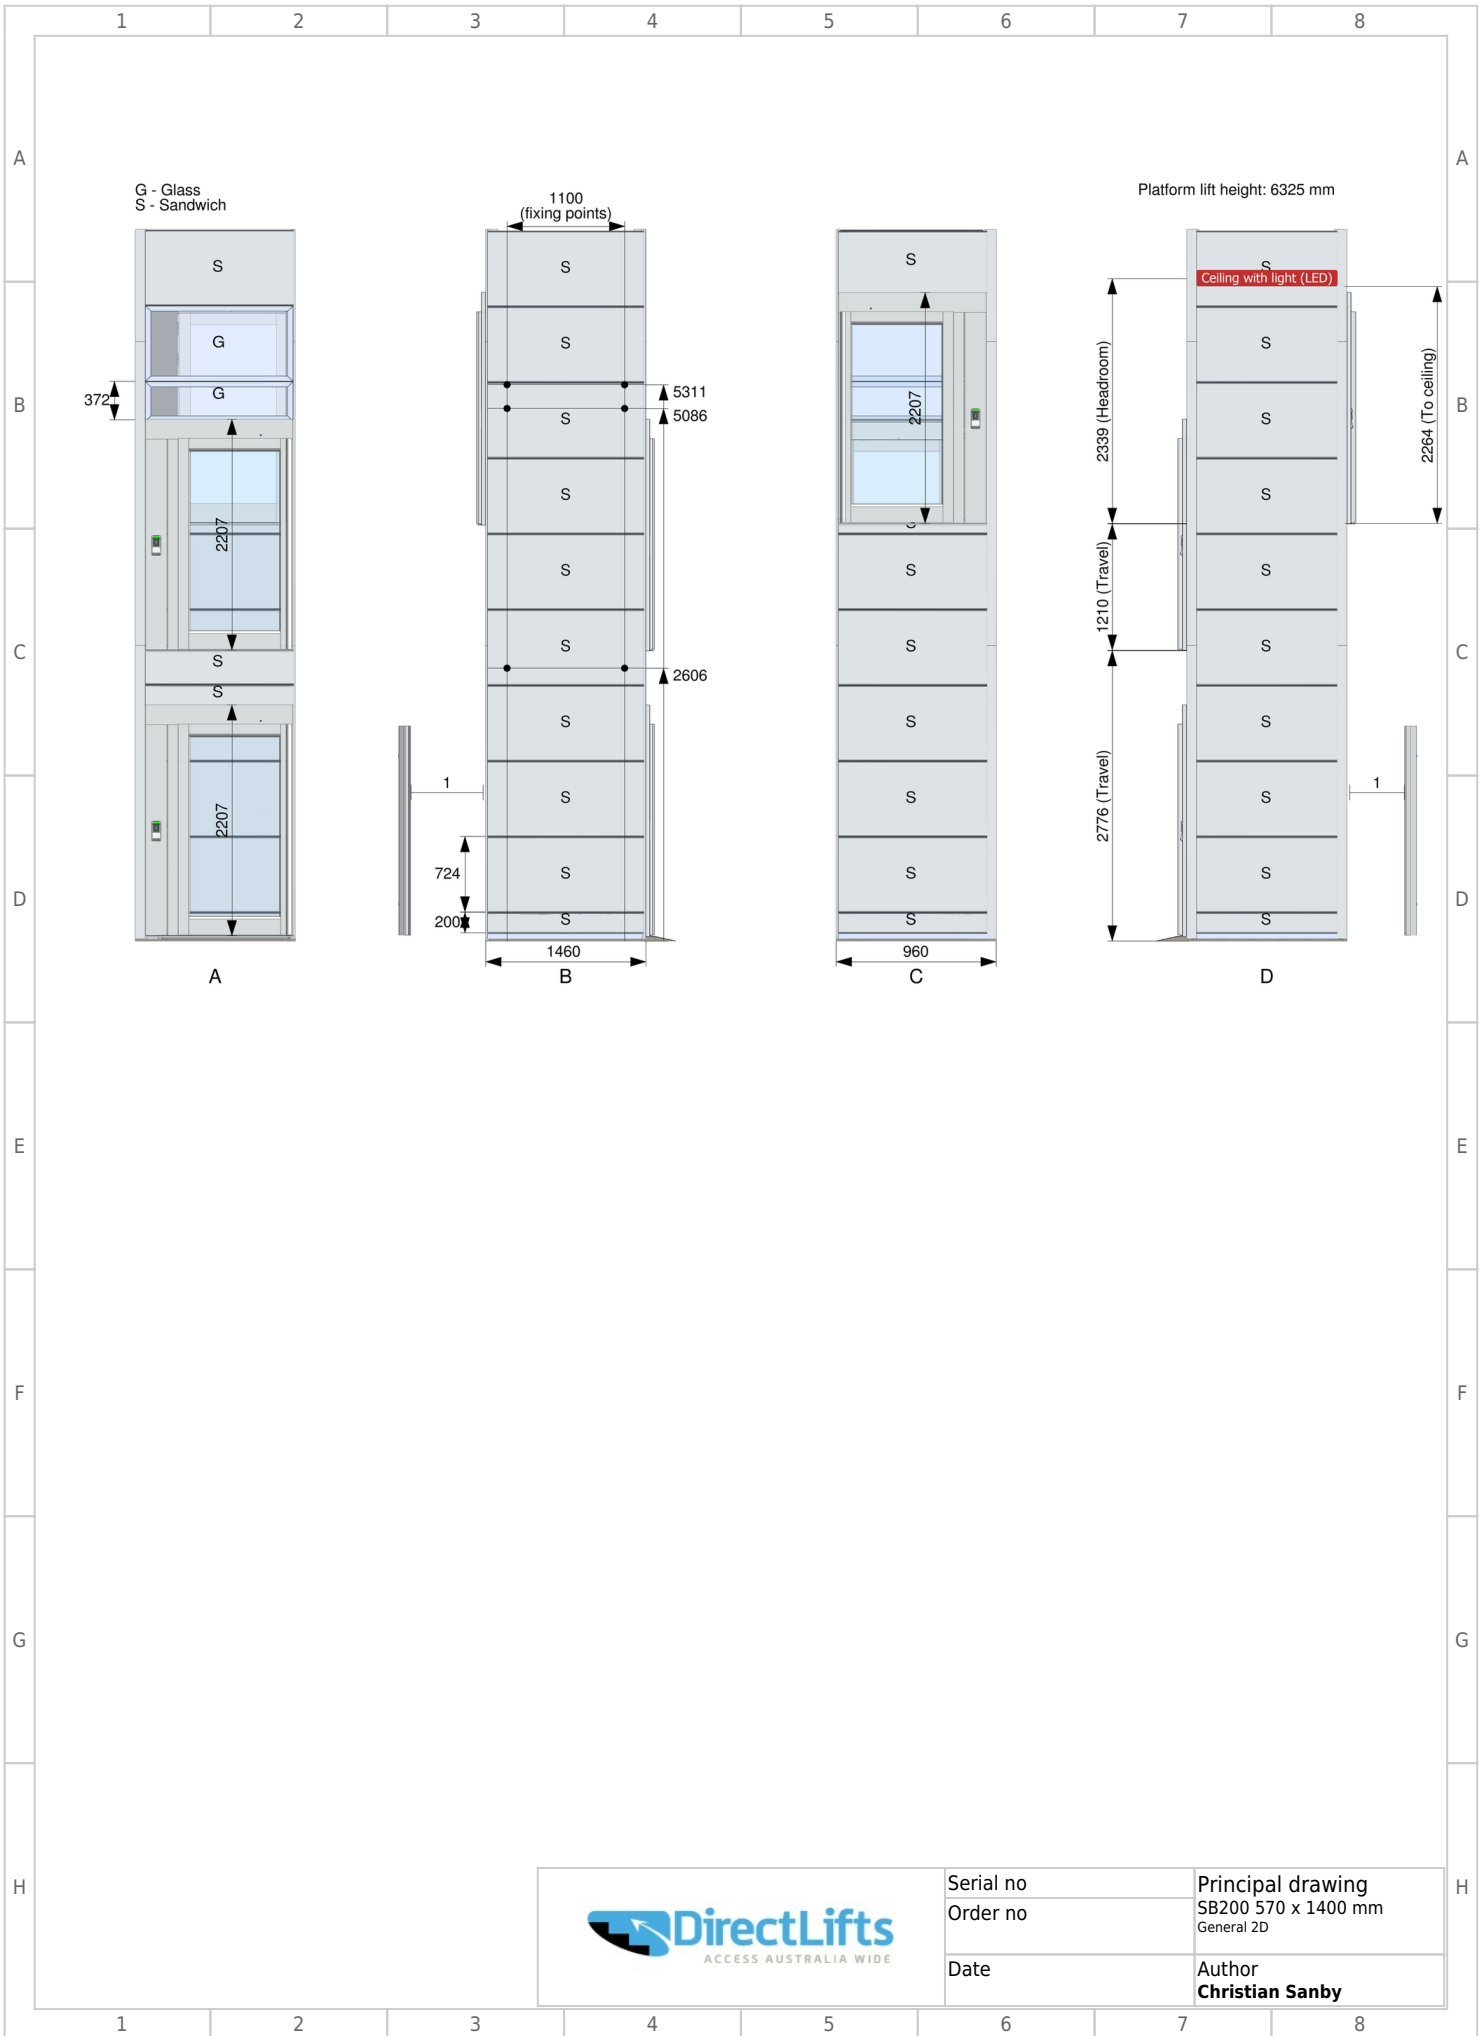 1 2 3 4 5 6 7 8
A A
G - Glass
S - Sandwich
1100
(fixing points)
Platform lift height: 6325 mm
S S S S
Ceiling with light (LED)
G S S
B B
372 G 5311
5086
S S
2207
2339 (Headroom)
2264 (To ceiling)
S S
2207
S S S
1210 (Travel)
C C
S S S S
S 2606
S S S
2207
1 2776 (Travel) 1
S S S
724 S S S
D D
200 S S S
1460 960
A B C D
E E
F F
G G
H H
DirectLifts
ACCESS AUSTRALIA WIDE
Serial no
Order no
Date
Principal drawing
SB200 570 x 1400 mm
General 2D
Author
Christian Sanby
1 2 3 4 5 6 7 8